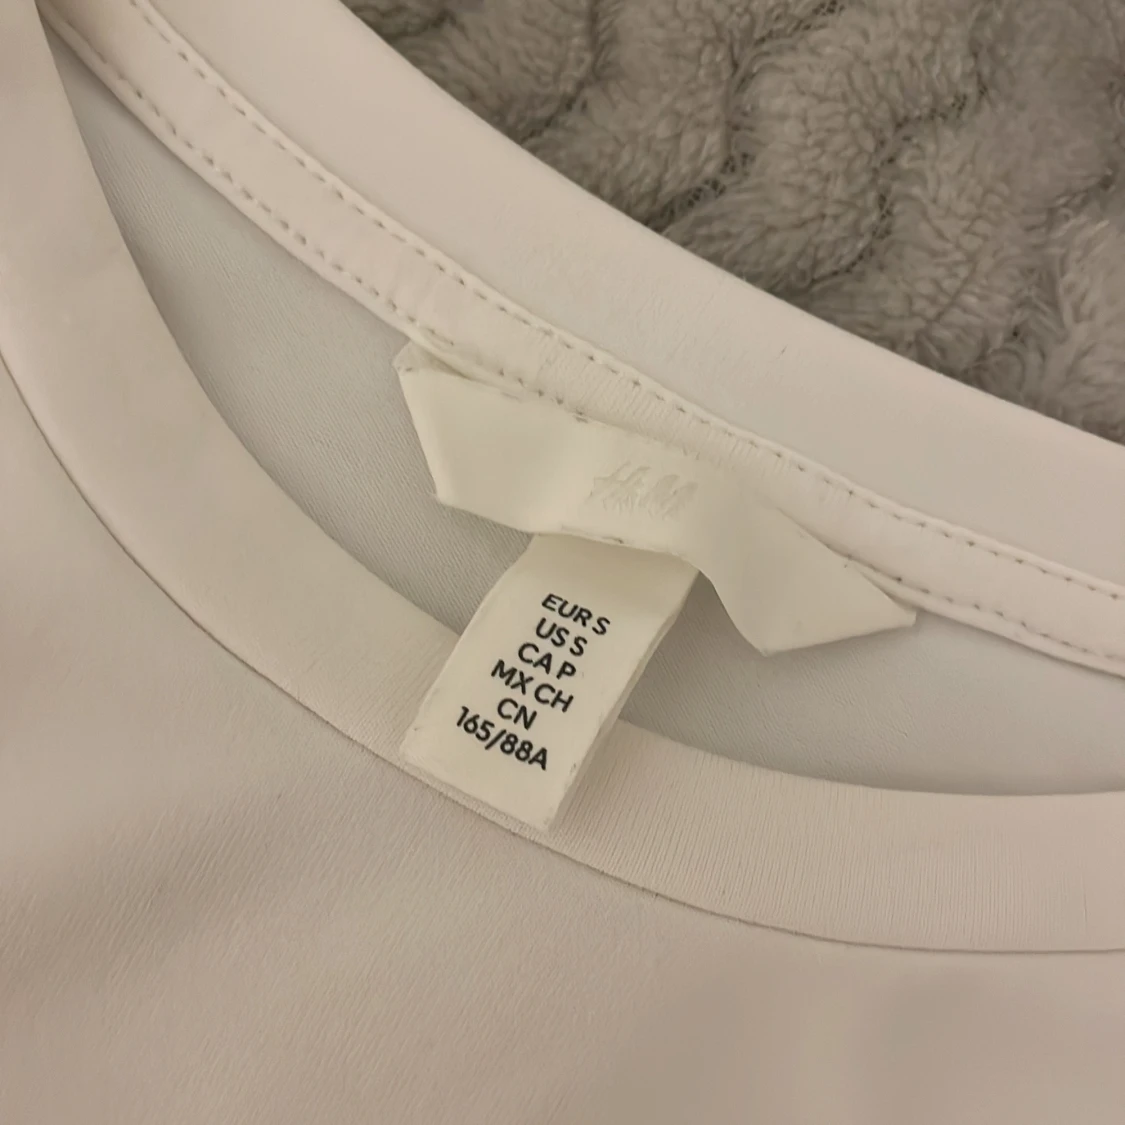 H&M
EUR S
US S
CA P
MX CH
CN
165/88A